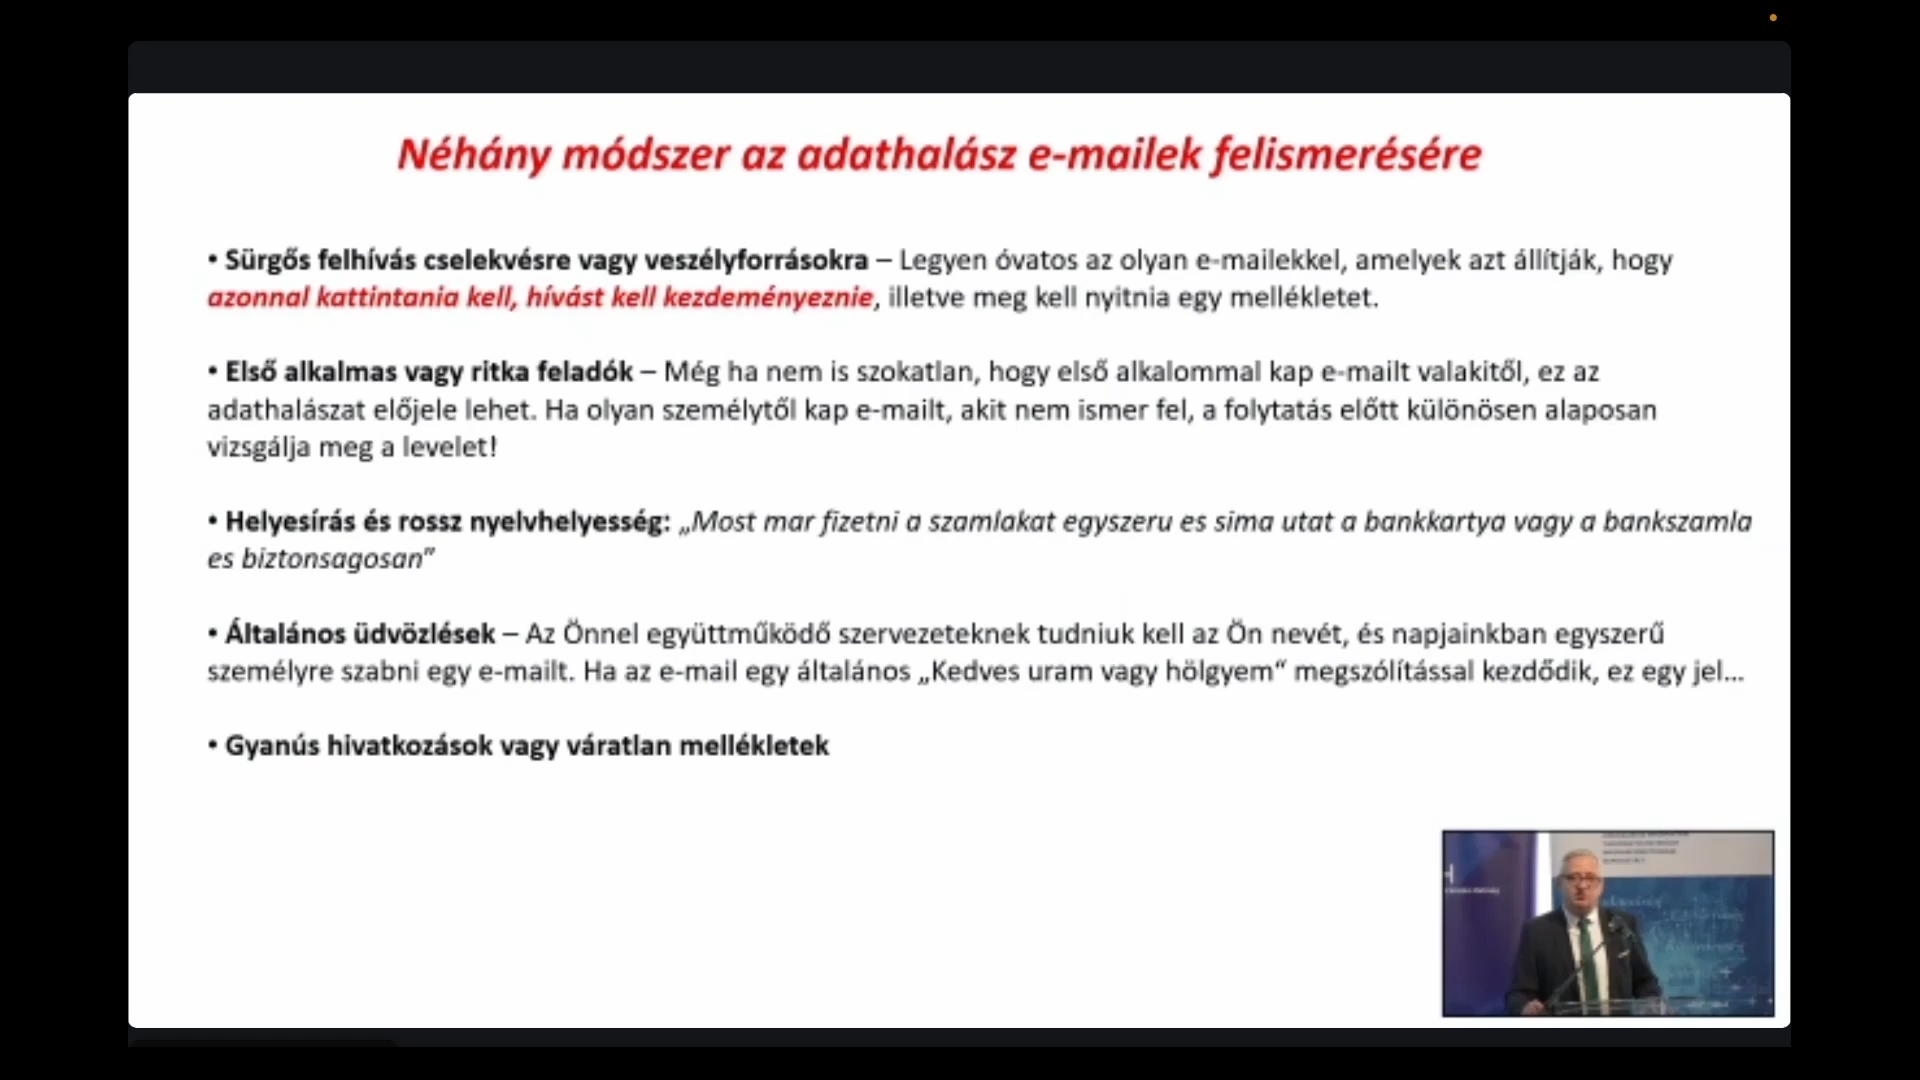 Néhány módszer az adathalász e-mailek felismerésére
• Sürgős felhívás cselekvésre vagy veszélyforrásokra – Legyen óvatos az olyan e-mailekkel, amelyek azt állítják, hogy
azonnal kattintania kell, hívást kell kezdeményeznie, illetve meg kell nyitnia egy mellékletet.
• Első alkalmas vagy ritka feladók – Még ha nem is szokatlan, hogy első alkalommal kap e-mailt valakitől, ez az
adathalászat előjele lehet. Ha olyan személytől kap e-mailt, akit nem ismer fel, a folytatás előtt különösen alaposan
vizsgálja meg a levelet!
• Helyesírás és rossz nyelvhelyesség: „Most mar fizetni a szamlakat egyszeru es sima utat a bankkartya vagy a bankszamla
es biztonsagosan”
• Általános üdvözlések – Az Önnel együttműködő szervezeteknek tudniuk kell az Ön nevét, és napjainkban egyszerű
személyre szabni egy e-mailt. Ha az e-mail egy általános „Kedves uram vagy hölgyem“ megszólítással kezdődik, ez egy jel...
• Gyanús hivatkozások vagy váratlan mellékletek